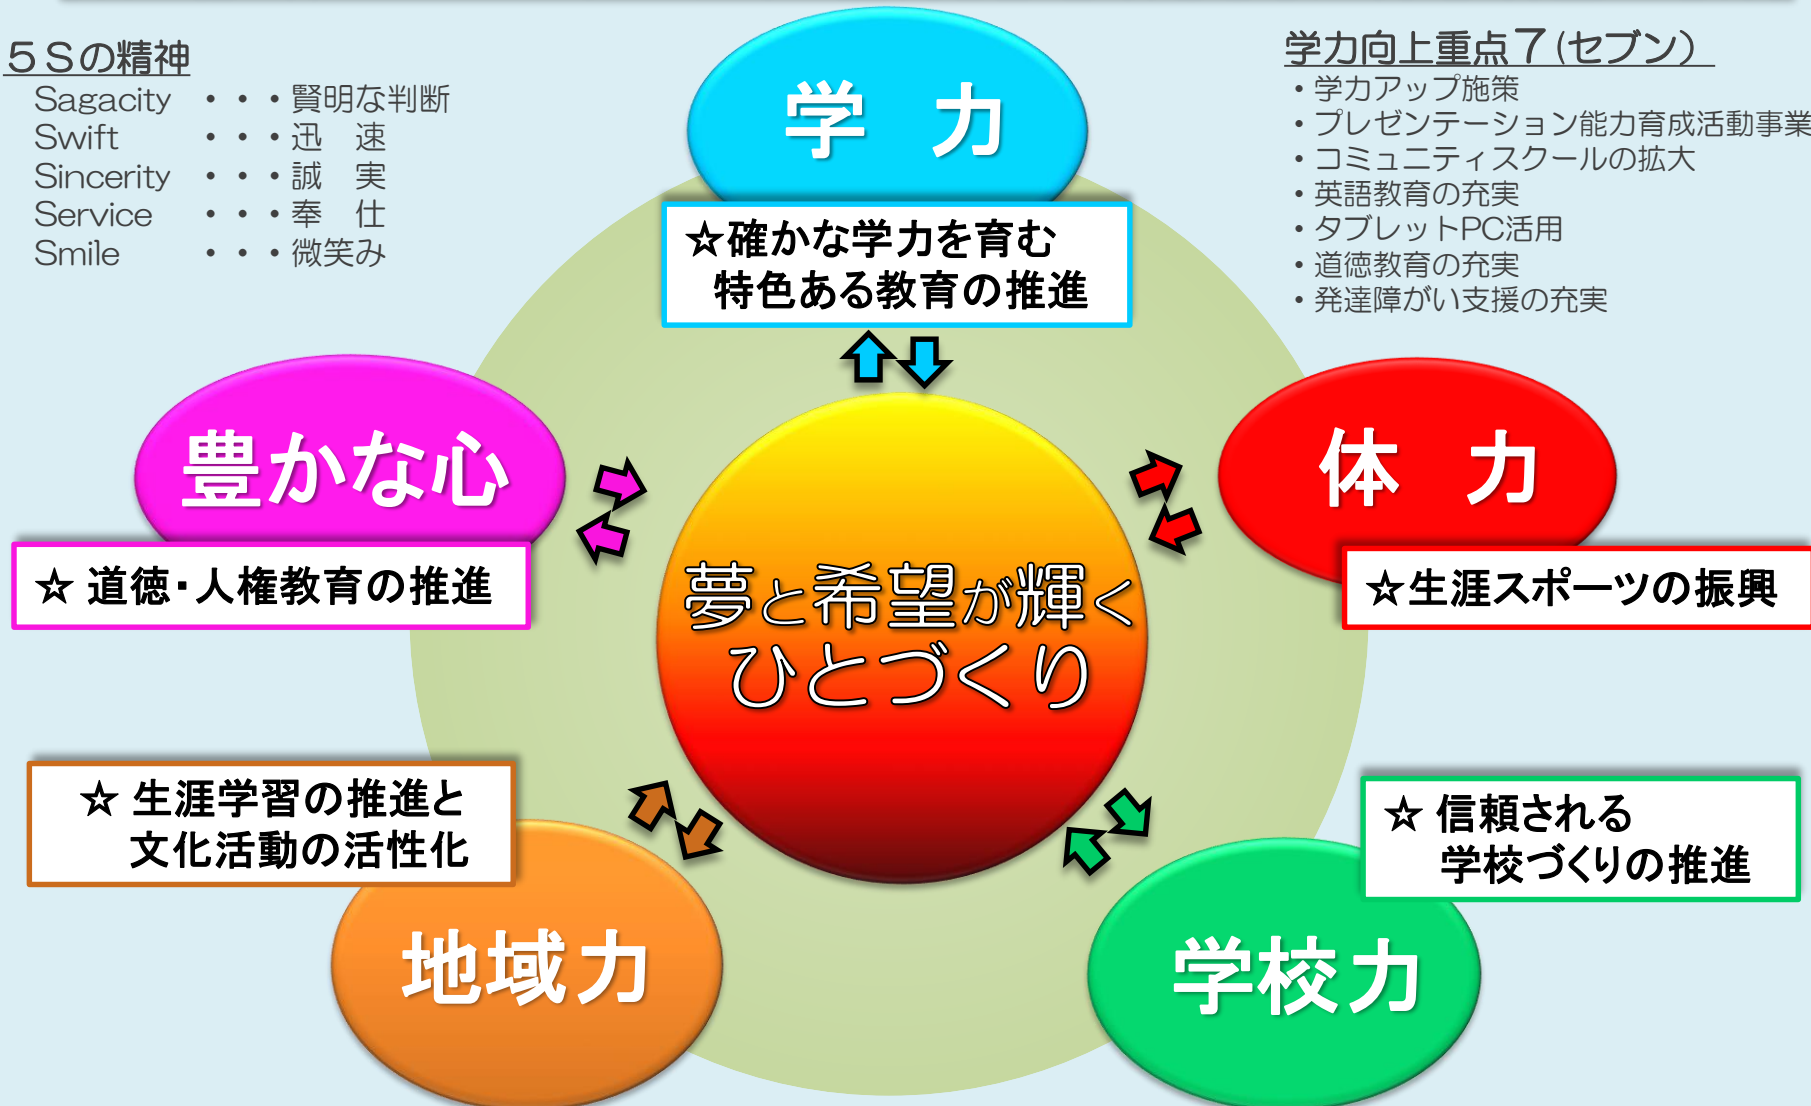 5Sの精神
Sagacity ・・・賢明な判断
Swift ・・・迅 速
Sincerity ・・・誠 実
Service ・・・奉 仕
Smile ・・・微笑み
学力向上重点7(セブン)
・学力アップ施策
・プレゼンテーション能力育成活動事業
・コミュニティスクールの拡大
・英語教育の充実
・タブレットPC活用
・道徳教育の充実
・発達障がい支援の充実
学 力
☆確かな学力を育む
特色ある教育の推進
豊かな心
☆ 道徳・人権教育の推進
体 力
☆生涯スポーツの振興
夢と希望が輝く
ひとづくり
☆ 生涯学習の推進と
文化活動の活性化
地域力
☆ 信頼される
学校づくりの推進
学校力